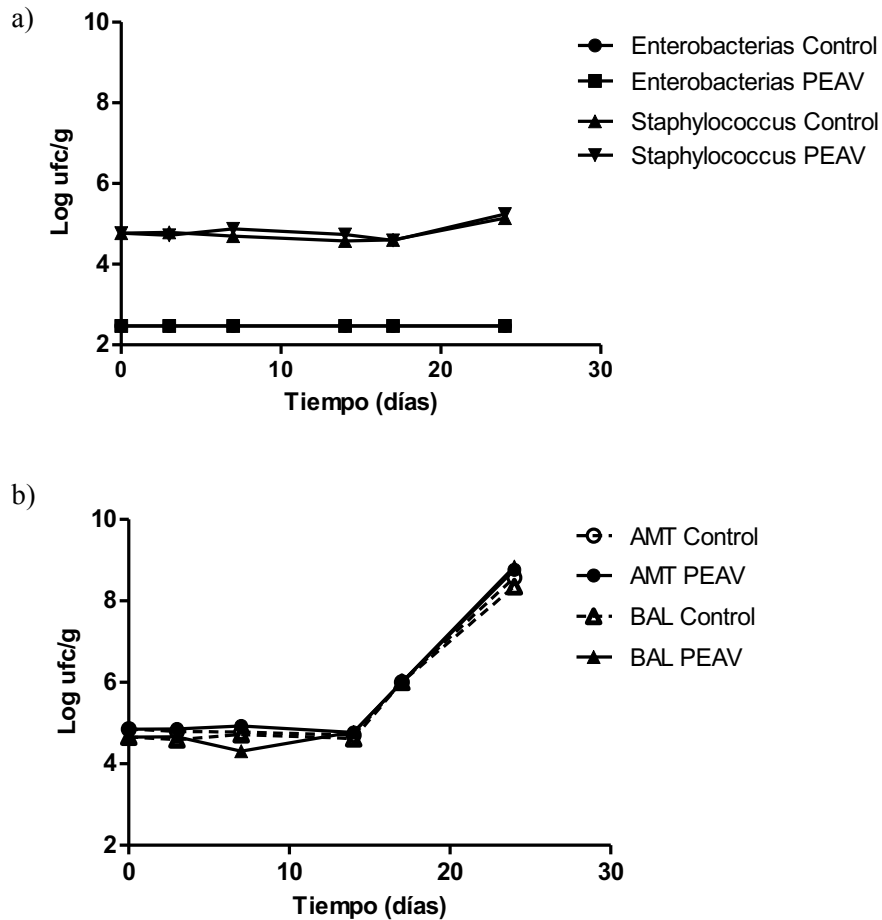 a)
10
8
6
4
2
Log ufc/g
0
10
20
30
Tiempo (días)
Enterobacterias Control
Enterobacterias PEAV
Staphylococcus Control
Staphylococcus PEAV
b)
10
8
6
4
2
Log ufc/g
0
10
20
30
Tiempo (días)
AMT Control
AMT PEAV
BAL Control
BAL PEAV